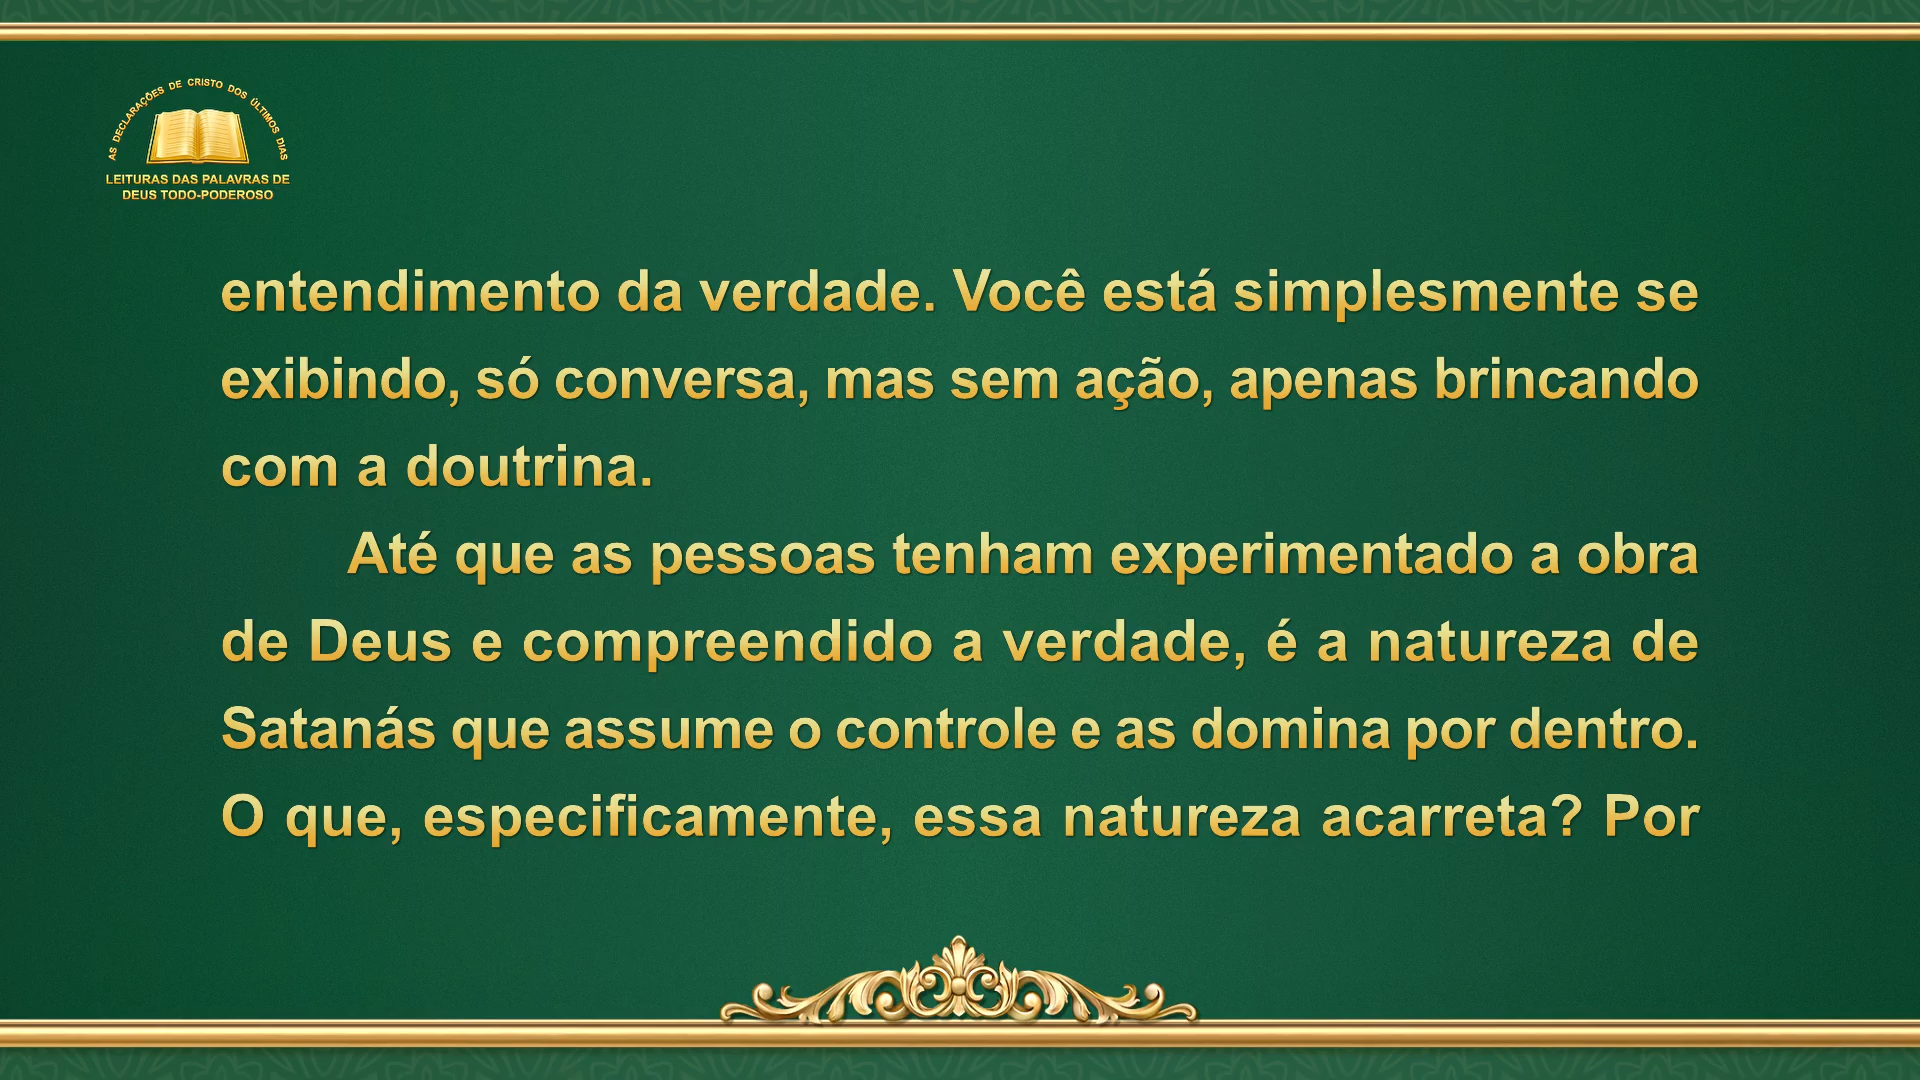 AS DECLARAÇÕES DE CRISTO DOS ÚLTIMOS DIAS
LEITURAS DAS PALAVRAS DE
DEUS TODO-PODEROSO
entendimento da verdade. Você está simplesmente se
exibindo, só conversa, mas sem ação, apenas brincando
com a doutrina.
Até que as pessoas tenham experimentado a obra
de Deus e compreendido a verdade, é a natureza de
Satanás que assume o controle e as domina por dentro.
O que, especificamente, essa natureza acarreta? Por